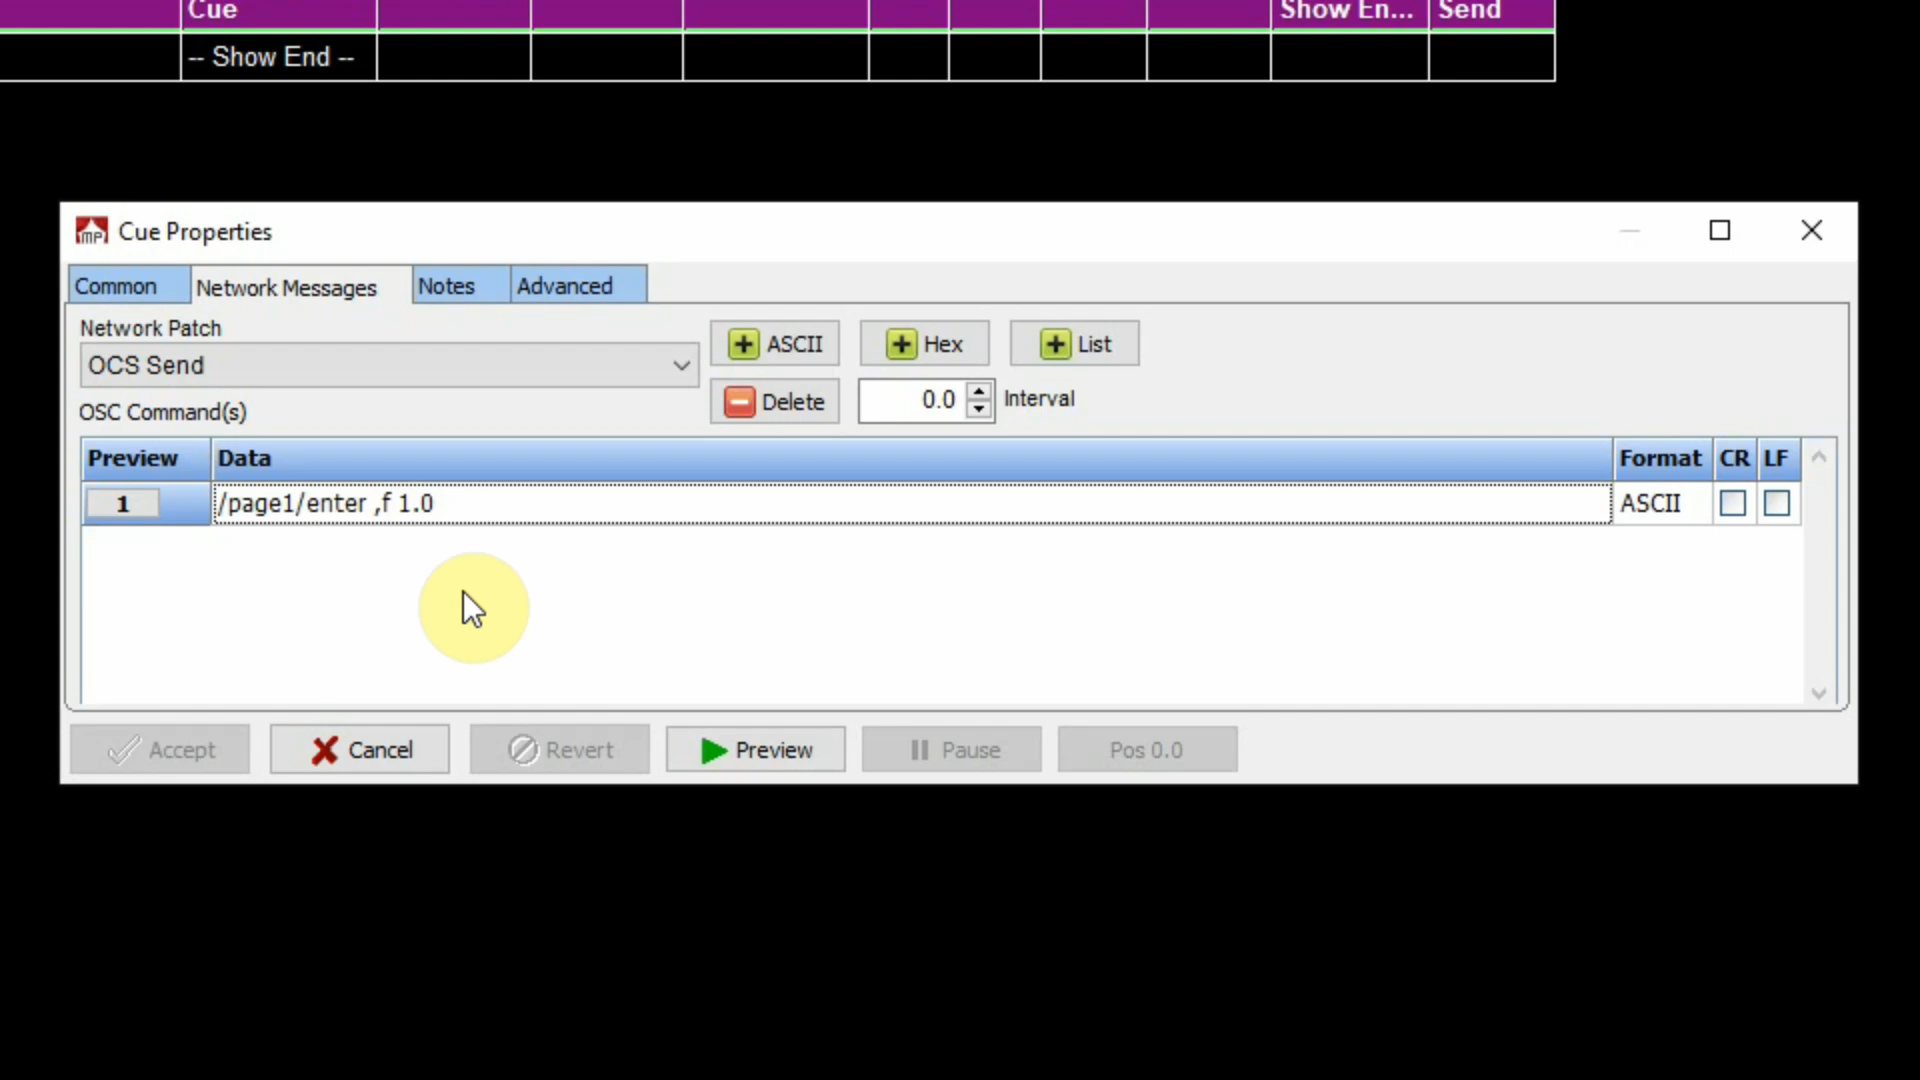 Cue Show En... Send
-- Show End --
MP Cue Properties
Common Network Messages Notes Advanced
Network Patch
OCS Send
ASCII Hex List
Delete 0.0 Interval
OSC Command(s)
Preview Data Format CR LF
1 /page1/enter ,f 1.0 ASCII
Accept Cancel Revert Preview Pause Pos 0.0